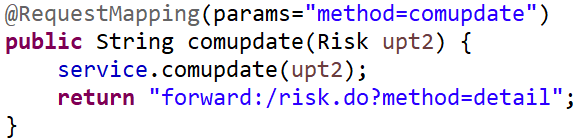 @RequestMapping(params="method=comupdate")
public String comupdate(Risk upt2) {
    service.comupdate(upt2);
    return "forward:/risk.do?method=detail";
}